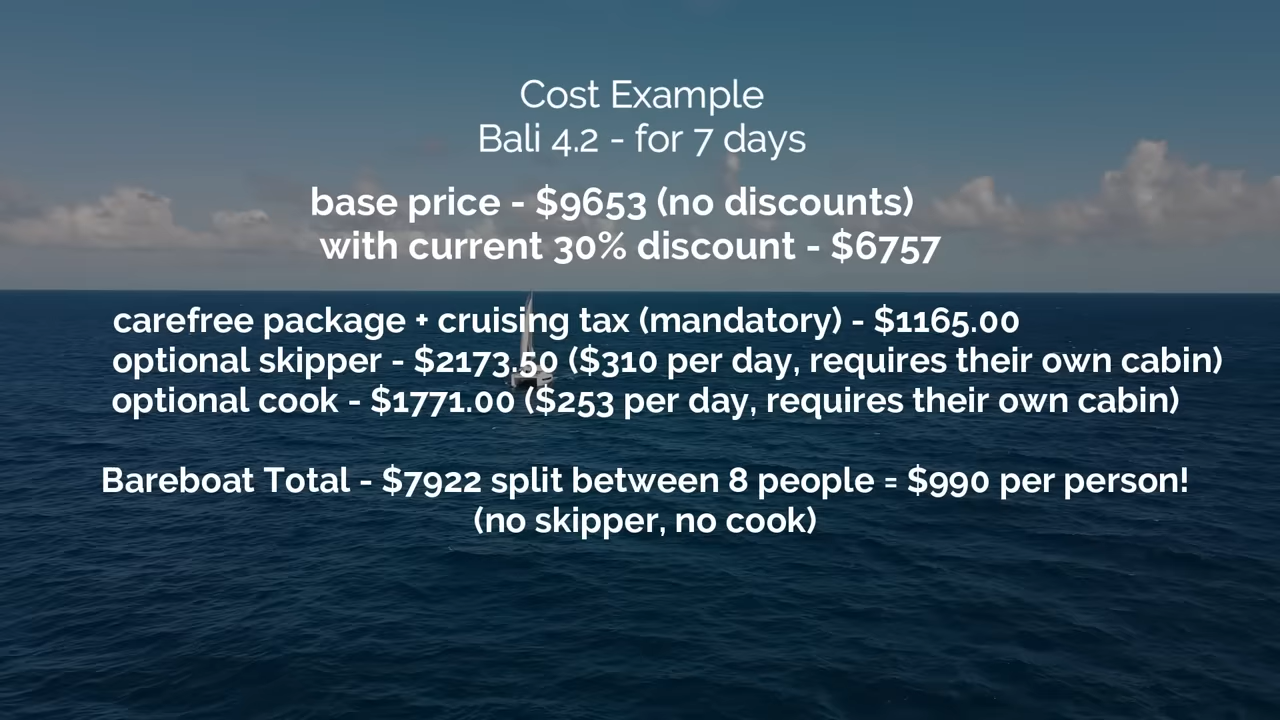 Cost Example
Bali 4.2 - for 7 days
base price - $9653 (no discounts)
with current 30% discount - $6757
carefree package + cruising tax (mandatory) - $1165.00
optional skipper - $2173.50 ($310 per day, requires their own cabin)
optional cook - $1771.00 ($253 per day, requires their own cabin)
Bareboat Total - $7922 split between 8 people = $990 per person!
(no skipper, no cook)